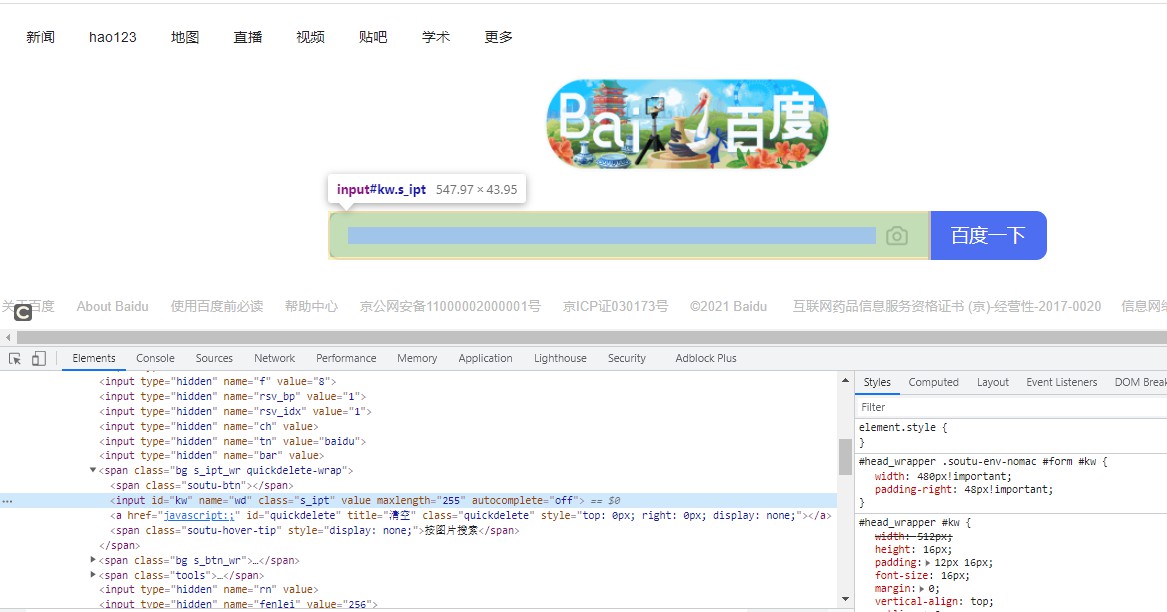 新闻 hao123 地图 直播 视频 贴吧 学术 更多
Bai 百度
input#kw.s_ipt 547.97 × 43.95
百度一下
关于百度 About Baidu 使用百度前必读 帮助中心 京公网安备11000002000001号 京ICP证030173号 ©2021 Baidu 互联网药品信息服务资格证书 (京)-经营性-2017-0020 信息网络
Elements Console Sources Network Performance Memory Application Lighthouse Security Adblock Plus
<input type="hidden" name="f" value="8">
<input type="hidden" name="rsv_bp" value="1">
<input type="hidden" name="rsv_idx" value="1">
<input type="hidden" name="ch" value>
<input type="hidden" name="tn" value="baidu">
<input type="hidden" name="bar" value>
<span class="bg s_ipt_wr quickdelete-wrap">
<span class="soutu-btn"></span>
… <input id="kw" name="wd" class="s_ipt" value maxlength="255" autocomplete="off"> == $0
<a href="javascript:;" id="quickdelete" title="清空" class="quickdelete" style="top: 0px; right: 0px; display: none;"></a>
<span class="soutu-hover-tip" style="display: none;">按图片搜索</span>
</span>
<span class="bg s_btn_wr">…</span>
<span class="tools">…</span>
<input type="hidden" name="rn" value>
<input type="hidden" name="fenlei" value="256">
Styles Computed Layout Event Listeners DOM Break
Filter
element.style {
}
#head_wrapper .soutu-env-nomac #form #kw {
width: 480px!important;
padding-right: 48px!important;
}
#head_wrapper #kw {
width: 512px;
height: 16px;
padding: 12px 16px;
font-size: 16px;
margin: 0;
vertical-align: top;